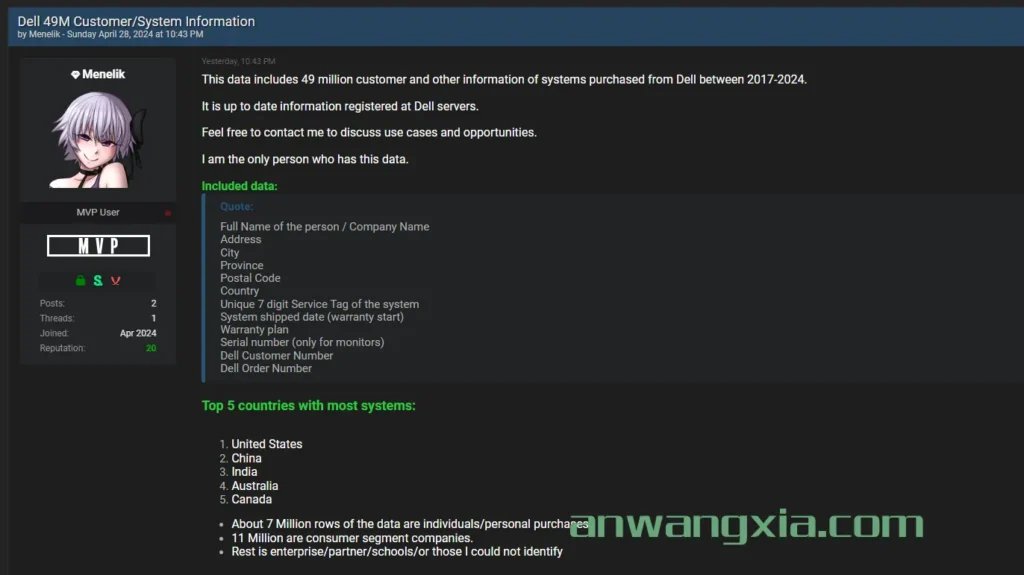 Dell 49M Customer/System Information
by Menelik - Sunday April 28, 2024 at 10:43 PM
Menelik
MVP User
MVP
Posts: 2
Threads: 1
Joined: Apr 2024
Reputation: 20
Yesterday, 10:43 PM
This data includes 49 million customer and other information of systems purchased from Dell between 2017-2024.
It is up to date information registered at Dell servers.
Feel free to contact me to discuss use cases and opportunities.
I am the only person who has this data.
Included data:
Quote:
Full Name of the person / Company Name
Address
City
Province
Postal Code
Country
Unique 7 digit Service Tag of the system
System shipped date (warranty start)
Warranty plan
Serial number (only for monitors)
Dell Customer Number
Dell Order Number
Top 5 countries with most systems:
1. United States
2. China
3. India
4. Australia
5. Canada
• About 7 Million rows of the data are individuals/personal purchases
• 11 Million are consumer segment companies.
• Rest is enterprise/partner/schools/or those I could not identify
anwangxia.com